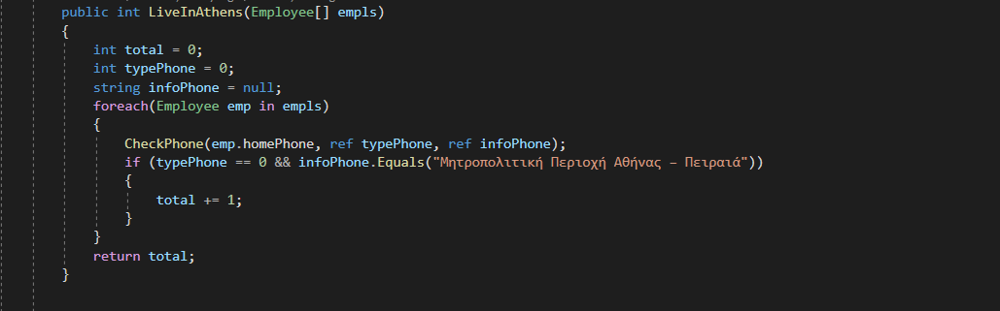 public int LiveInAthens(Employee[] empls)
{
int total = 0;
int typePhone = 0;
string infoPhone = null;
foreach(Employee emp in empls)
{
CheckPhone(emp.homePhone, ref typePhone, ref infoPhone);
if (typePhone == 0 && infoPhone.Equals("Μητροπολιτική Περιοχή Αθήνας – Πειραιά"))
{
total += 1;
}
}
return total;
}